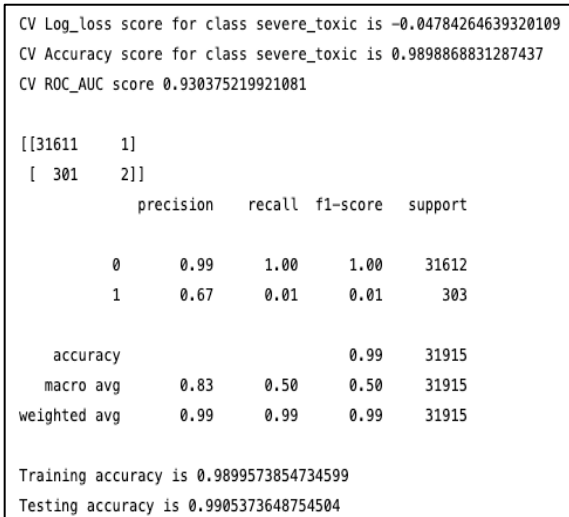 CV Log_loss score for class severe_toxic is -0.04784264639320109
CV Accuracy score for class severe_toxic is 0.9898868831287437
CV ROC_AUC score 0.930375219921081
[[31611 1]
[ 301 2]]
precision recall f1-score support
0 0.99 1.00 1.00 31612
1 0.67 0.01 0.01 303
accuracy 0.99 31915
macro avg 0.83 0.50 0.50 31915
weighted avg 0.99 0.99 0.99 31915
Training accuracy is 0.9899573854734599
Testing accuracy is 0.9905373648754504